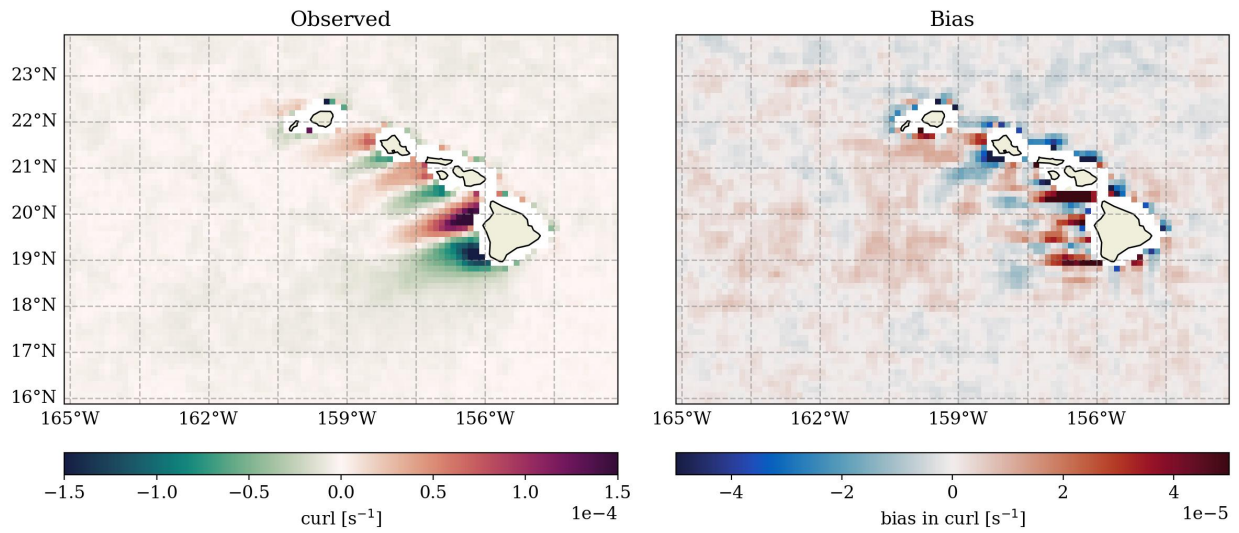 Observed
Bias
23°N
22°N
21°N
20°N
19°N
18°N
17°N
16°N
165°W 162°W 159°W 156°W
165°W 162°W 159°W 156°W
−1.5 −1.0 −0.5 0.0 0.5 1.0 1.5
1e−4
curl [s⁻¹]
−4 −2 0 2 4
1e−5
bias in curl [s⁻¹]